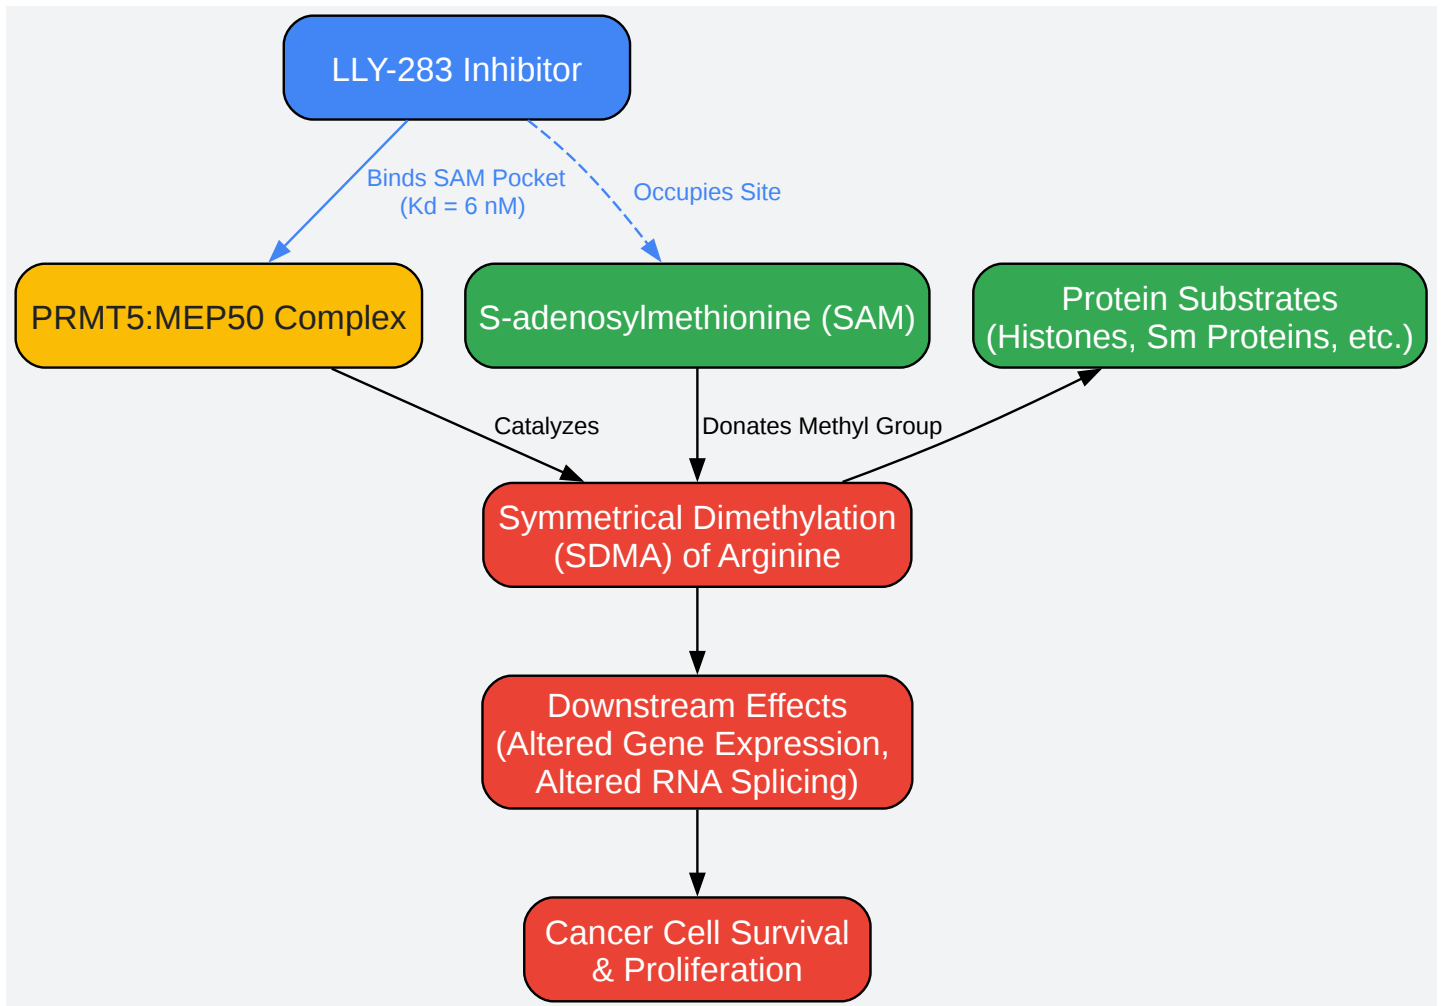 LLY-283 Inhibitor
Binds SAM Pocket
(Kd = 6 nM)
Occupies Site
PRMT5:MEP50 Complex
S-adenosylmethionine (SAM)
Protein Substrates
(Histones, Sm Proteins, etc.)
Catalyzes
Donates Methyl Group
Symmetrical Dimethylation
(SDMA) of Arginine
Downstream Effects
(Altered Gene Expression,
Altered RNA Splicing)
Cancer Cell Survival
& Proliferation